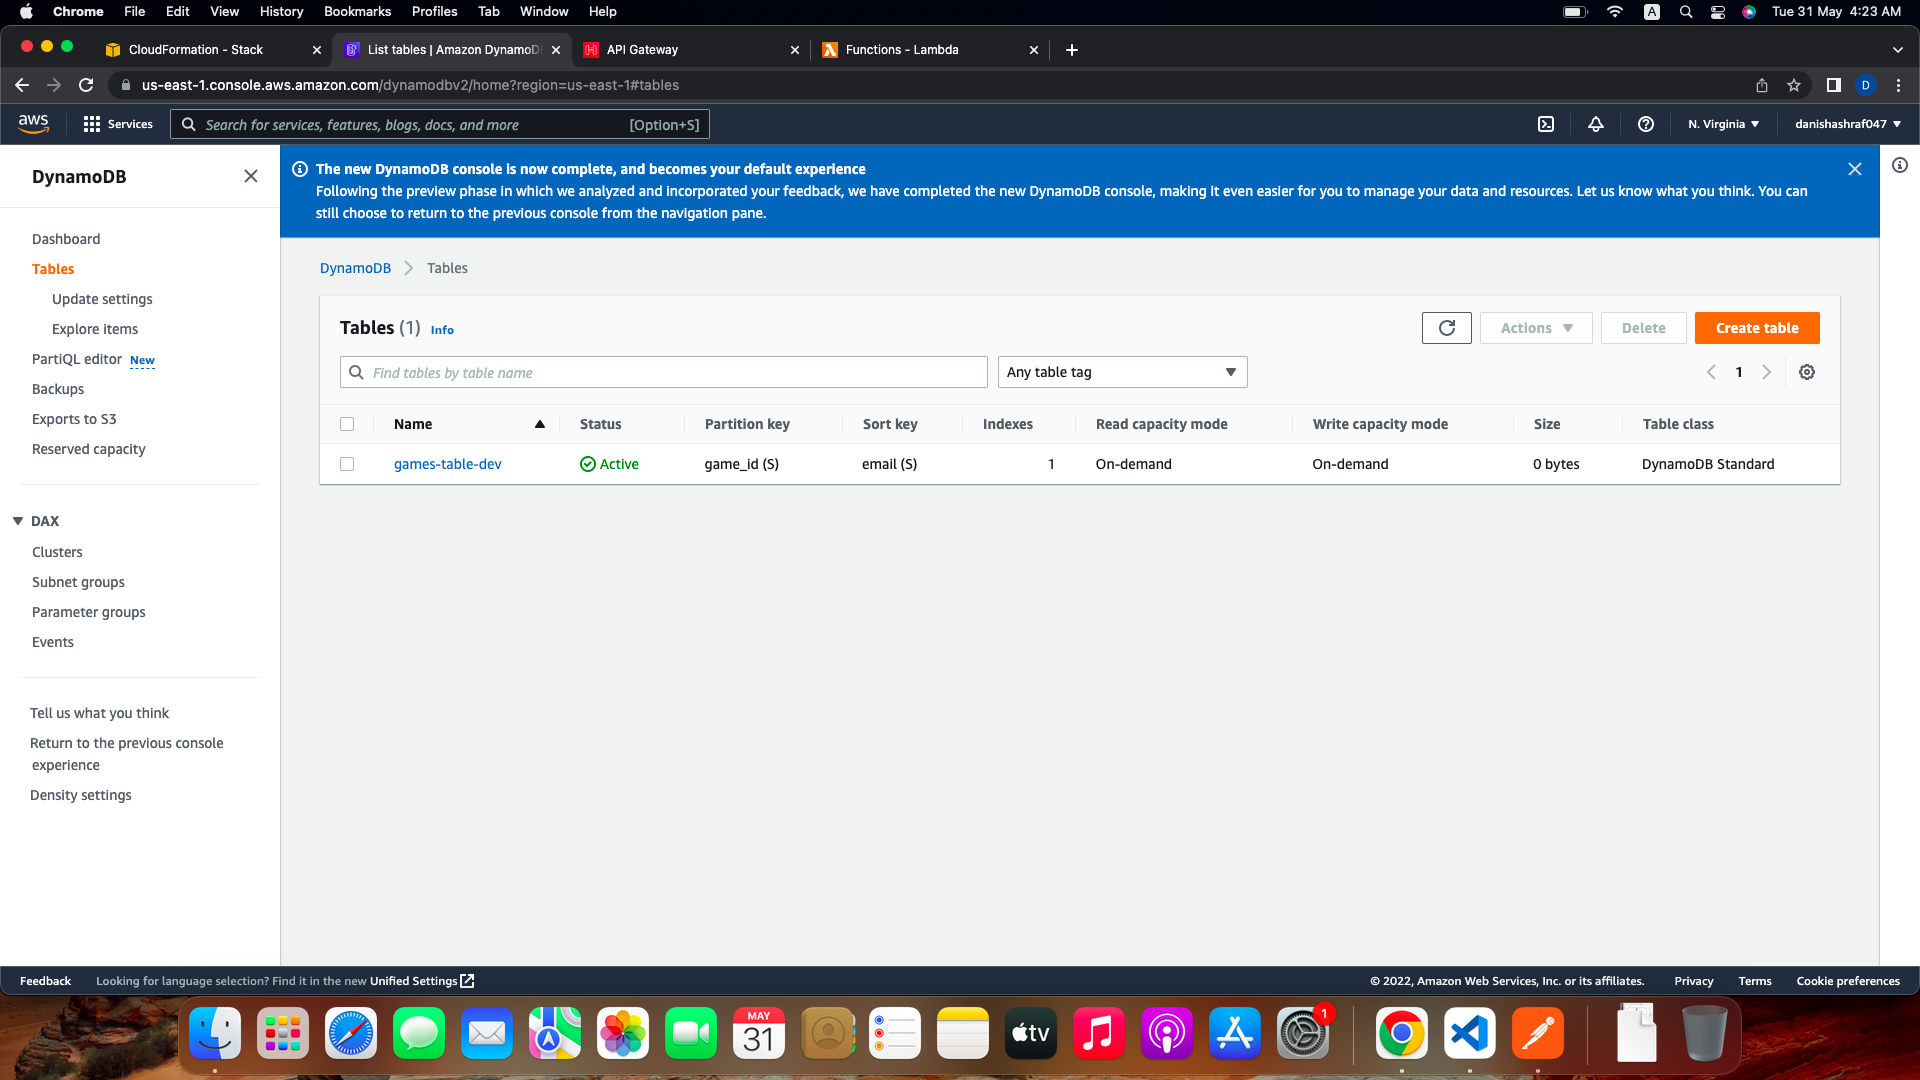 Chrome File Edit View History Bookmarks Profiles Tab Window Help A Tue 31 May 4:23 AM
CloudFormation - Stack List tables | Amazon DynamoD API Gateway Functions - Lambda
us-east-1.console.aws.amazon.com/dynamodbv2/home?region=us-east-1#tables D
aws Services Search for services, features, blogs, docs, and more [Option+S] N. Virginia danishashraf047
DynamoDB
The new DynamoDB console is now complete, and becomes your default experience
Following the preview phase in which we analyzed and incorporated your feedback, we have completed the new DynamoDB console, making it even easier for you to manage your data and resources. Let us know what you think. You can
still choose to return to the previous console from the navigation pane.
Dashboard
Tables
Update settings
Explore items
PartiQL editor New
Backups
Exports to S3
Reserved capacity
DAX
Clusters
Subnet groups
Parameter groups
Events
Tell us what you think
Return to the previous console
experience
Density settings
DynamoDB Tables
Tables (1) Info Actions Delete Create table
Find tables by table name Any table tag 1
Name Status Partition key Sort key Indexes Read capacity mode Write capacity mode Size Table class
games-table-dev Active game_id (S) email (S) 1 On-demand On-demand 0 bytes DynamoDB Standard
Feedback Looking for language selection? Find it in the new Unified Settings © 2022, Amazon Web Services, Inc. or its affiliates. Privacy Terms Cookie preferences
MAY
31
tv
1